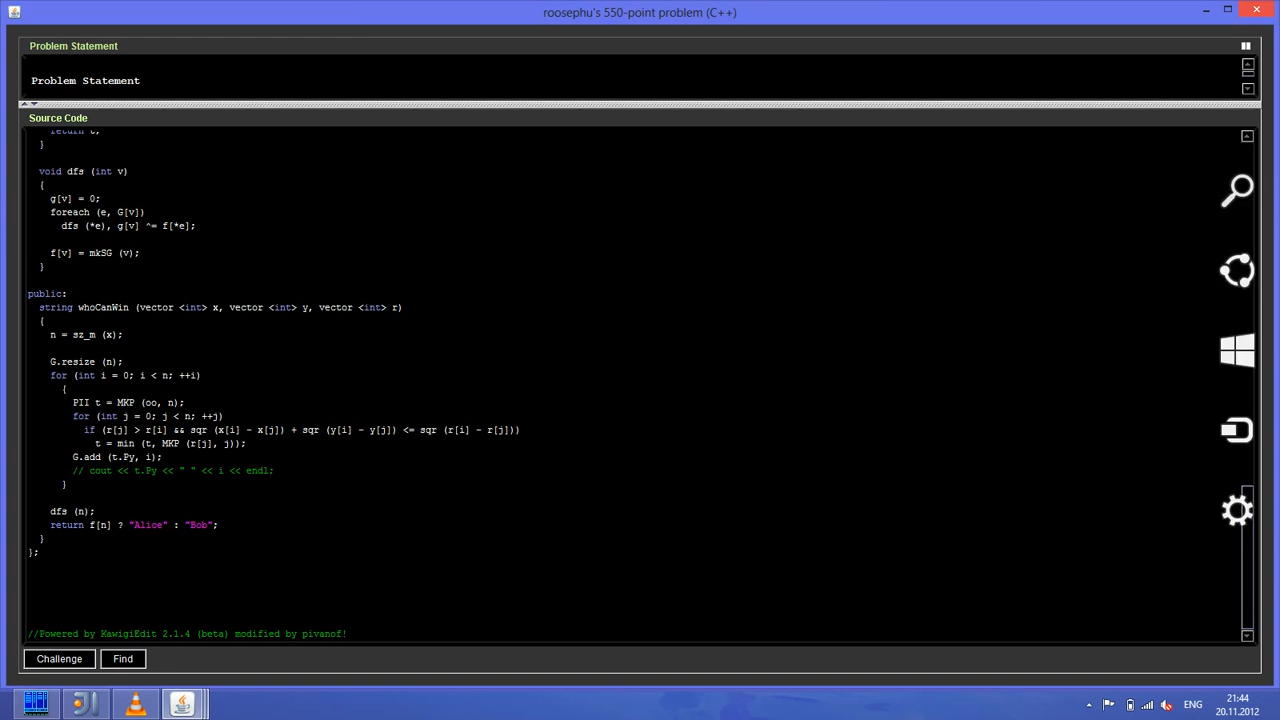 roosephu's 550-point problem (C++)
Problem Statement
Problem Statement
Source Code
return t;
}
void dfs (int v)
{
g[v] = 0;
foreach (e, G[v])
dfs (*e), g[v] ^= f[*e];
f[v] = mkSG (v);
}
public:
string whoCanWin (vector <int> x, vector <int> y, vector <int> r)
{
n = sz_m (x);
G.resize (n);
for (int i = 0; i < n; ++i)
{
PII t = MKP (oo, n);
for (int j = 0; j < n; ++j)
if (r[j] > r[i] && sqr (x[i] - x[j]) + sqr (y[i] - y[j]) <= sqr (r[i] - r[j]))
t = min (t, MKP (r[j], j));
G.add (t.Py, i);
// cout << t.Py << " " << i << endl;
}
dfs (n);
return f[n] ? "Alice" : "Bob";
}
};
//Powered by KawigiEdit 2.1.4 (beta) modified by pivanof!
Challenge
Find
ENG
21:44
20.11.2012